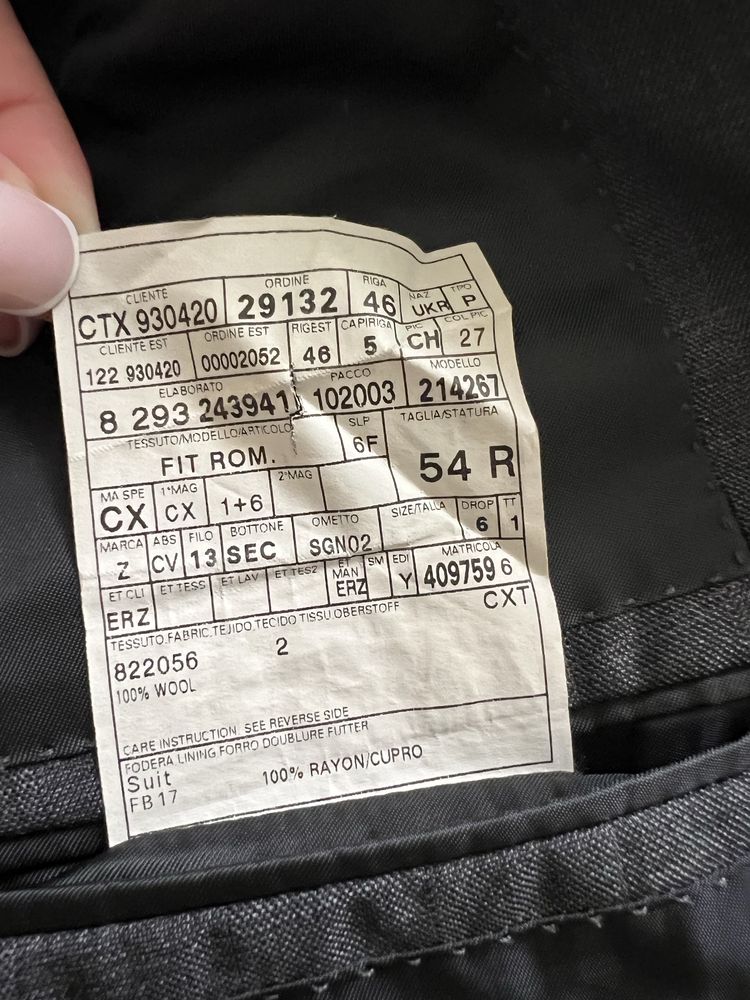 CLIENTE ORDINE RIGA NAZ TPO
CTX 930420 29132 46 UKR P
CLIENTE EST ORDINE EST RIGEST CAPIRIGA PIC COL PIC
122 930420 00002052 46 5 CH 27
ELABORATO PACCO MODELLO
8 293 243941 102003 214267
TESSUTO/MODELLO/ARTICOLO SLP TAGLIA/STATURA
FIT ROM. 6F 54 R
MA SPE 1°MAG 2°MAG
CX CX 1+6
MARCA ABS FILO BOTTONE OMETTO SIZE/TALLA DROP TT
Z CV 13 SEC SGN02 6 1
ET CLI ET TESS ET LAV ET TES2 ET MAN SM EDI MATRICOLA
ERZ ERZ Y 409759 6
TESSUTO.FABRIC.TEJIDO.TECIDO TISSU.OBERSTOFF CXT
822056 2
100% WOOL
CARE INSTRUCTION: SEE REVERSE SIDE
FODERA LINING FORRO DOUBLURE FUTTER
Suit 100% RAYON/CUPRO
FB17